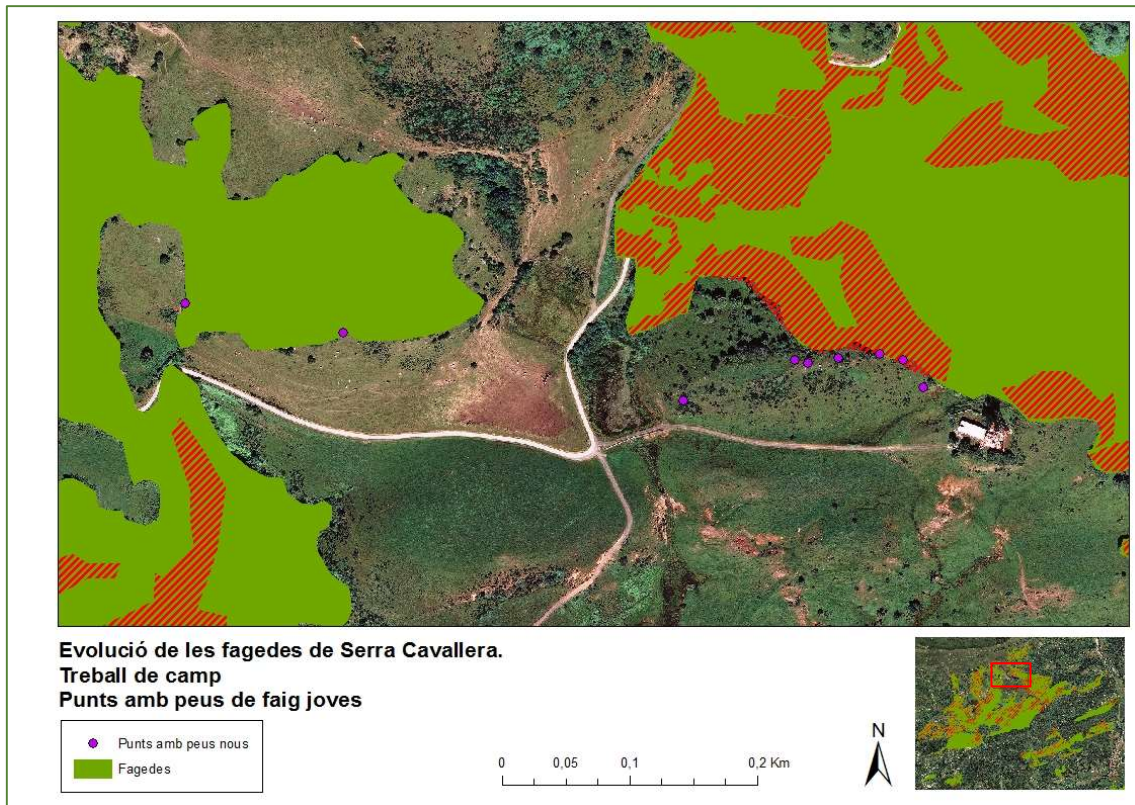 Evolució de les fagedes de Serra Cavallera.
Treball de camp
Punts amb peus de faig joves
Punts amb peus nous
Fagedes
0 0,05 0,1 0,2 Km
N